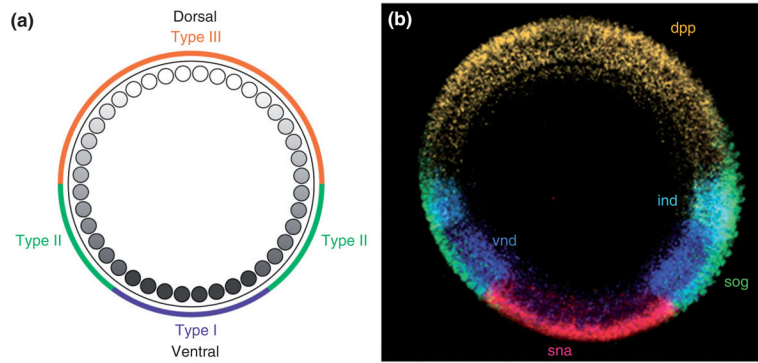 (a)
Dorsal
Type III
Type II
Type II
Type I
Ventral
(b)
dpp
ind
vnd
sog
sna